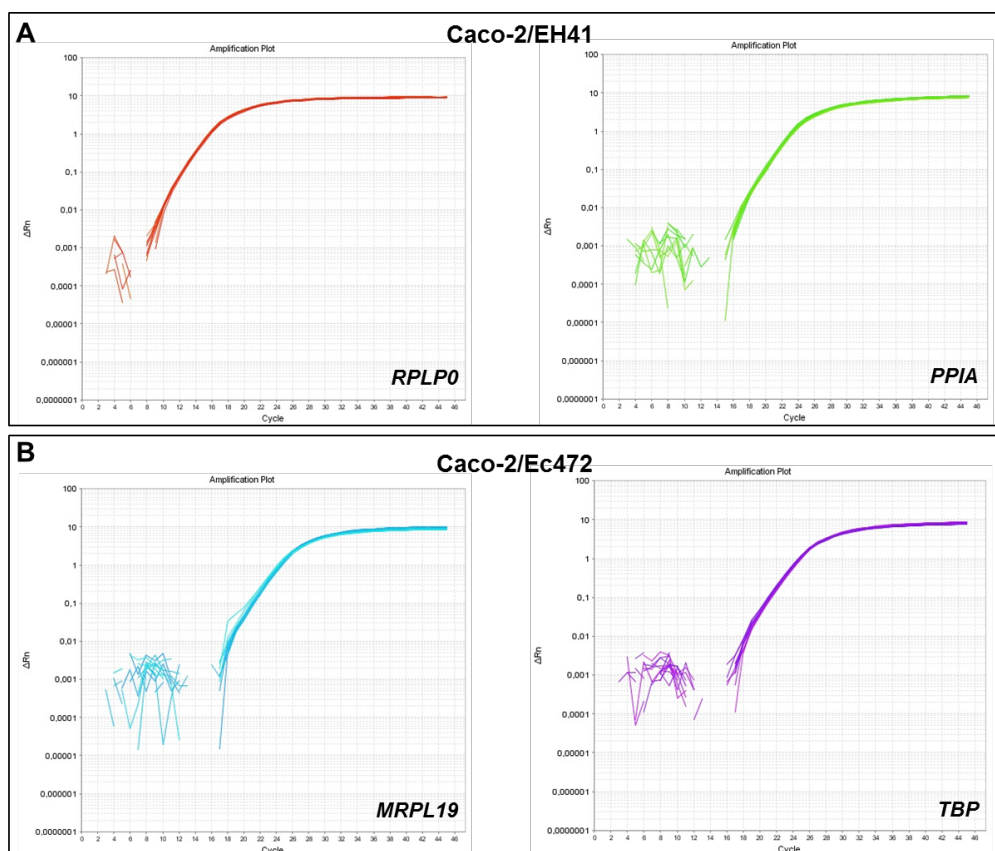 A
Caco-2/EH41
Amplification Plot
100
10
1
0,1
0,01
0,001
0,0001
0,00001
0,000001
0,0000001
ΔRn
0 2 4 6 8 10 12 14 16 18 20 22 24 26 28 30 32 34 36 38 40 42 44 46
Cycle
RPLP0
Amplification Plot
100
10
1
0,1
0,01
0,001
0,0001
0,00001
0,000001
0,0000001
ΔRn
0 2 4 6 8 10 12 14 16 18 20 22 24 26 28 30 32 34 36 38 40 42 44 46
Cycle
PPIA
B
Caco-2/Ec472
Amplification Plot
100
10
1
0,1
0,01
0,001
0,0001
0,00001
0,000001
0,0000001
ΔRn
0 2 4 6 8 10 12 14 16 18 20 22 24 26 28 30 32 34 36 38 40 42 44 46
Cycle
MRPL19
Amplification Plot
100
10
1
0,1
0,01
0,001
0,0001
0,00001
0,000001
0,0000001
ΔRn
0 2 4 6 8 10 12 14 16 18 20 22 24 26 28 30 32 34 36 38 40 42 44 46
Cycle
TBP